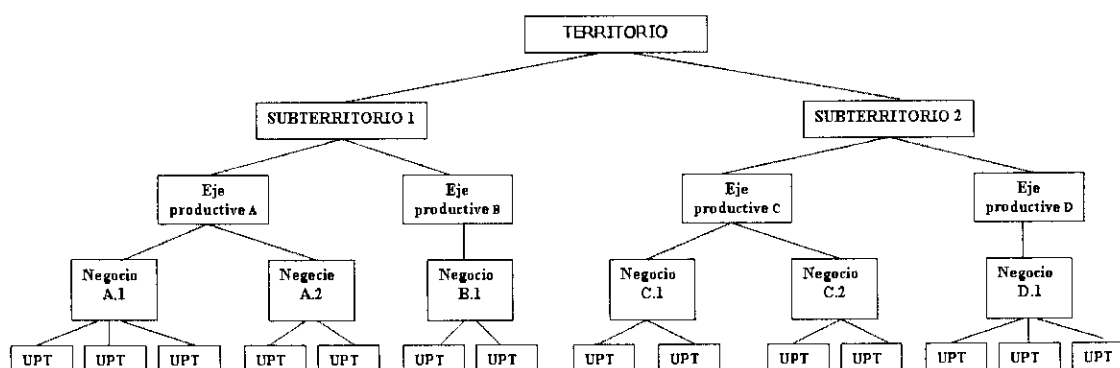 TERRITORIO
SUBTERRITORIO 1
SUBTERRITORIO 2
Eje
productive A
Eje
productive B
Eje
productive C
Eje
productive D
Negocio
A.1
Negecie
A.2
Negocio
B.1
Negocio
C.1
Negocio
C.2
Negocio
D.1
UPT
UPT
UPT
UPT
UPT
UPT
UPT
UPT
UPT
UPT
UPT
UPT
UPT
UPT